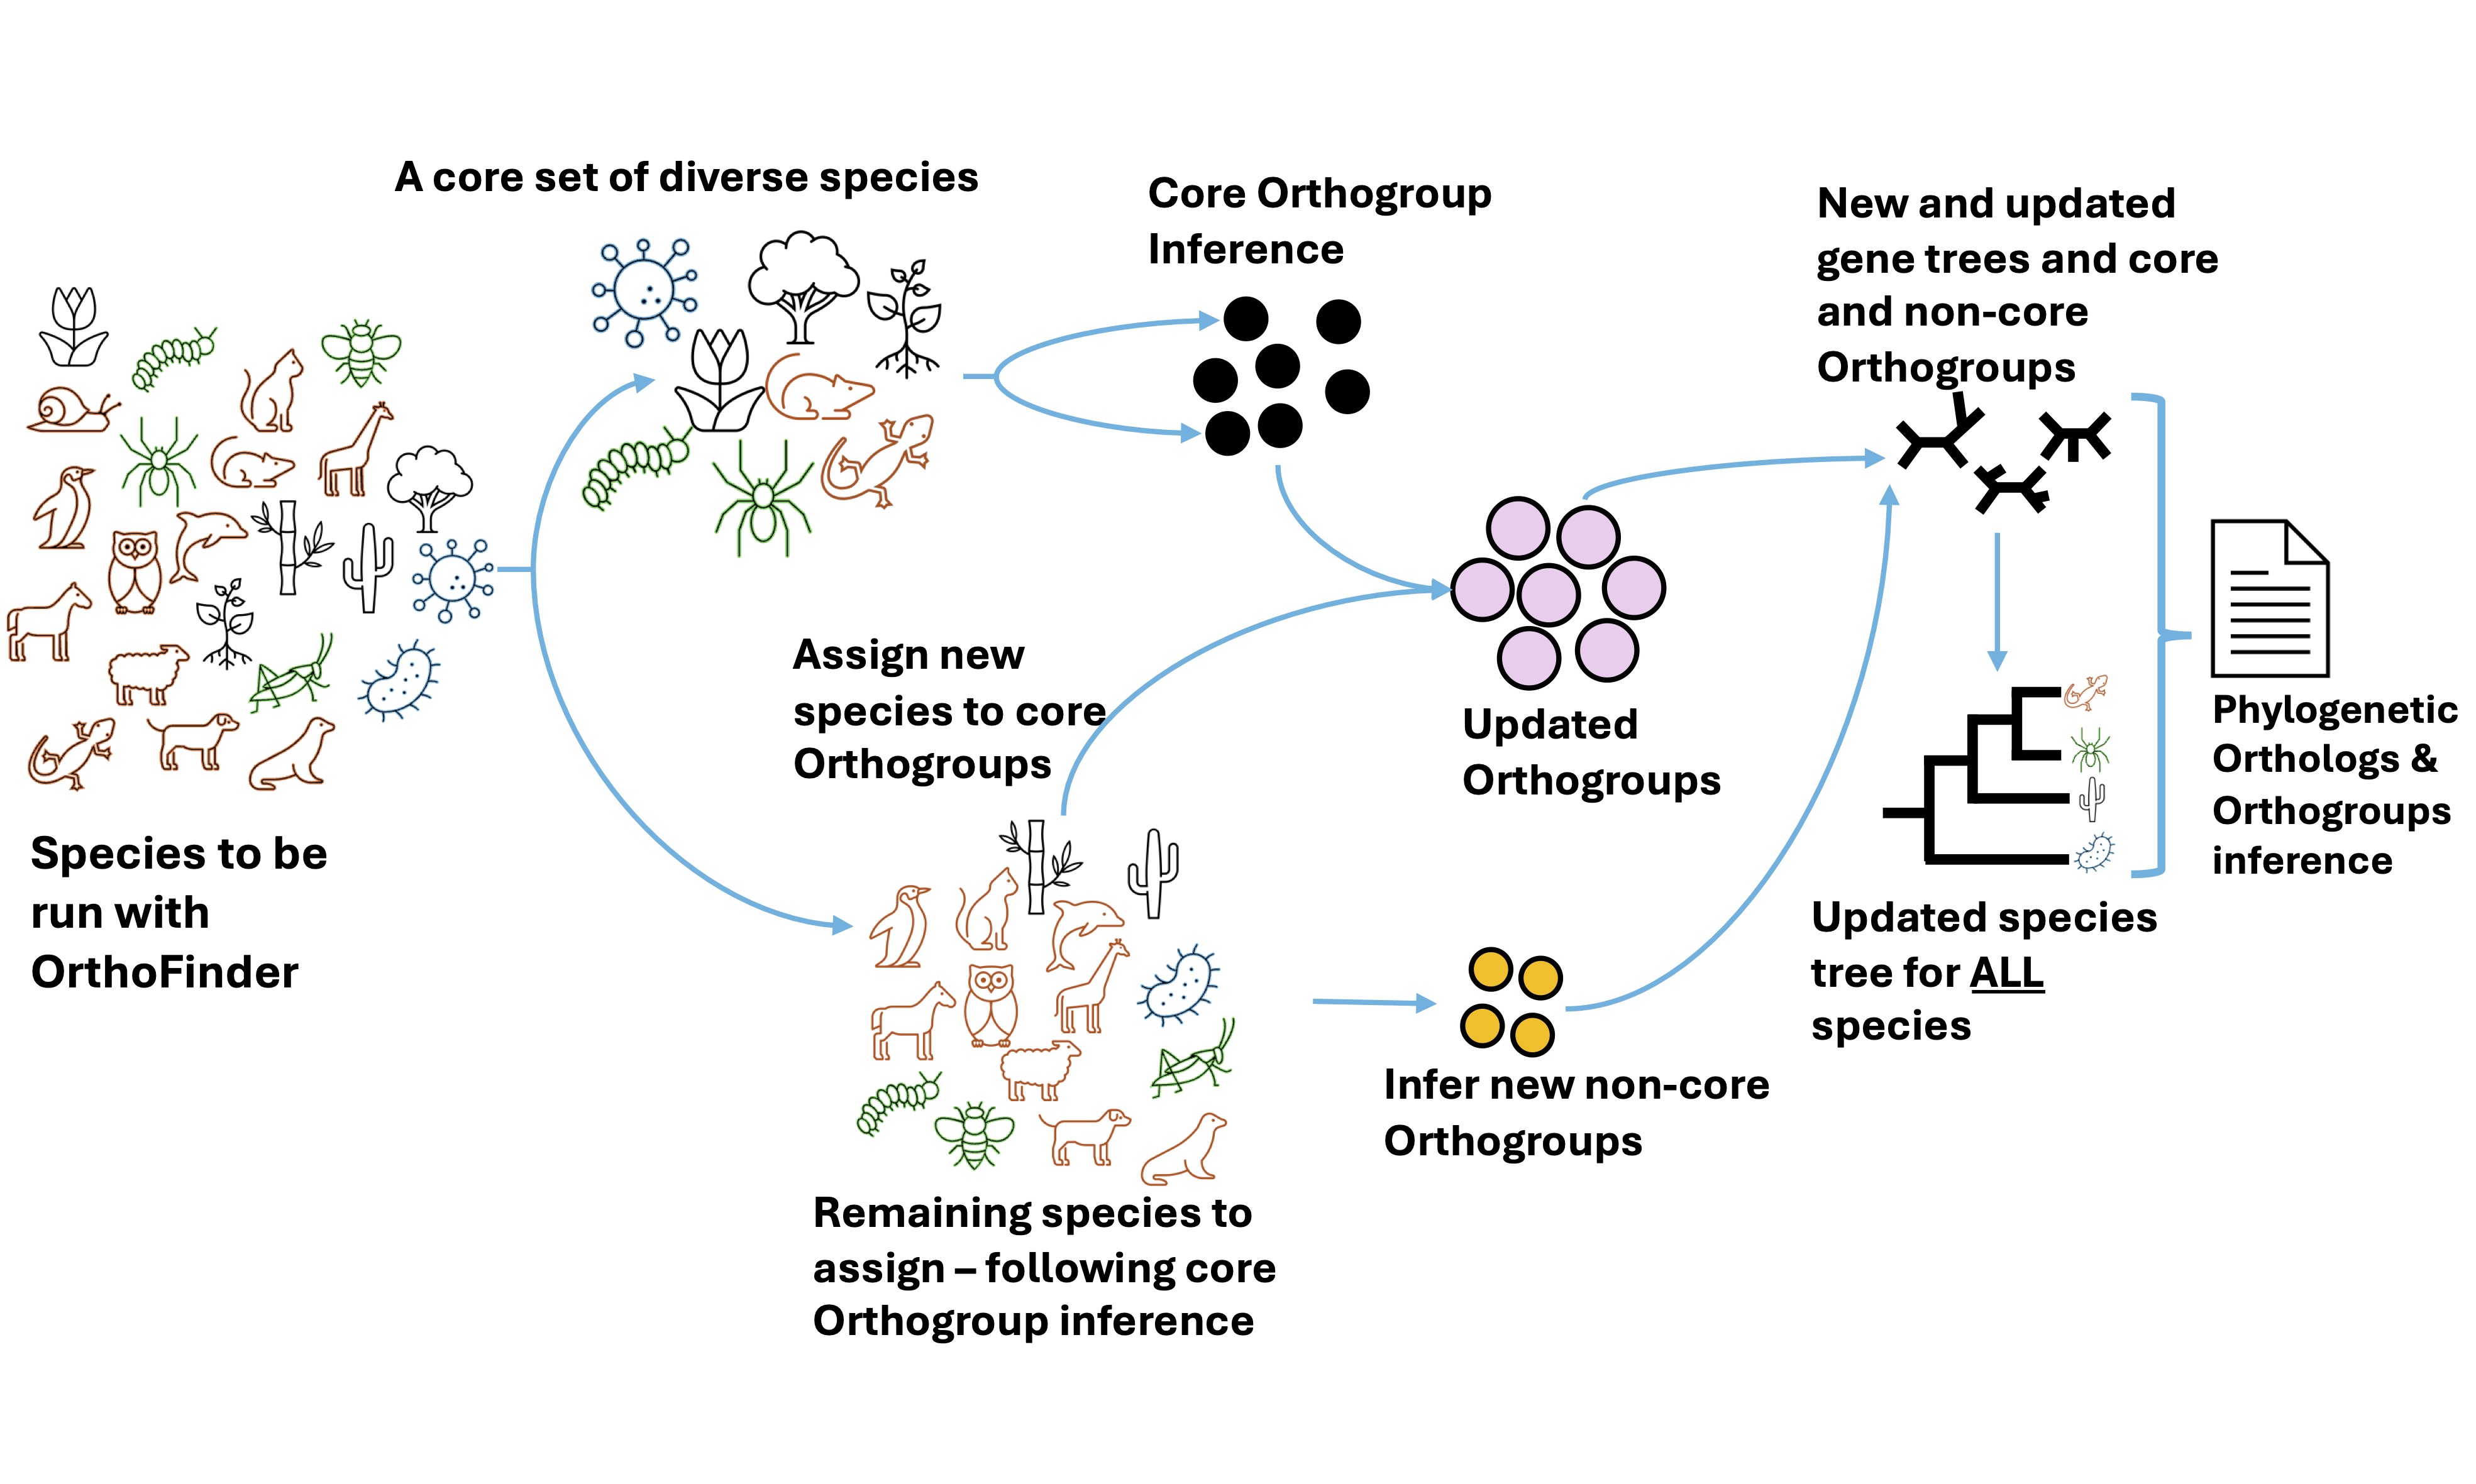 A core set of diverse species
Core Orthogroup
Inference
New and updated
gene trees and core
and non-core
Orthogroups
Assign new
species to core
Orthogroups
Updated
Orthogroups
Phylogenetic
Orthologs &
Orthogroups
inference
Species to be
run with
OrthoFinder
Updated species
tree for ALL
species
Infer new non-core
Orthogroups
Remaining species to
assign – following core
Orthogroup inference